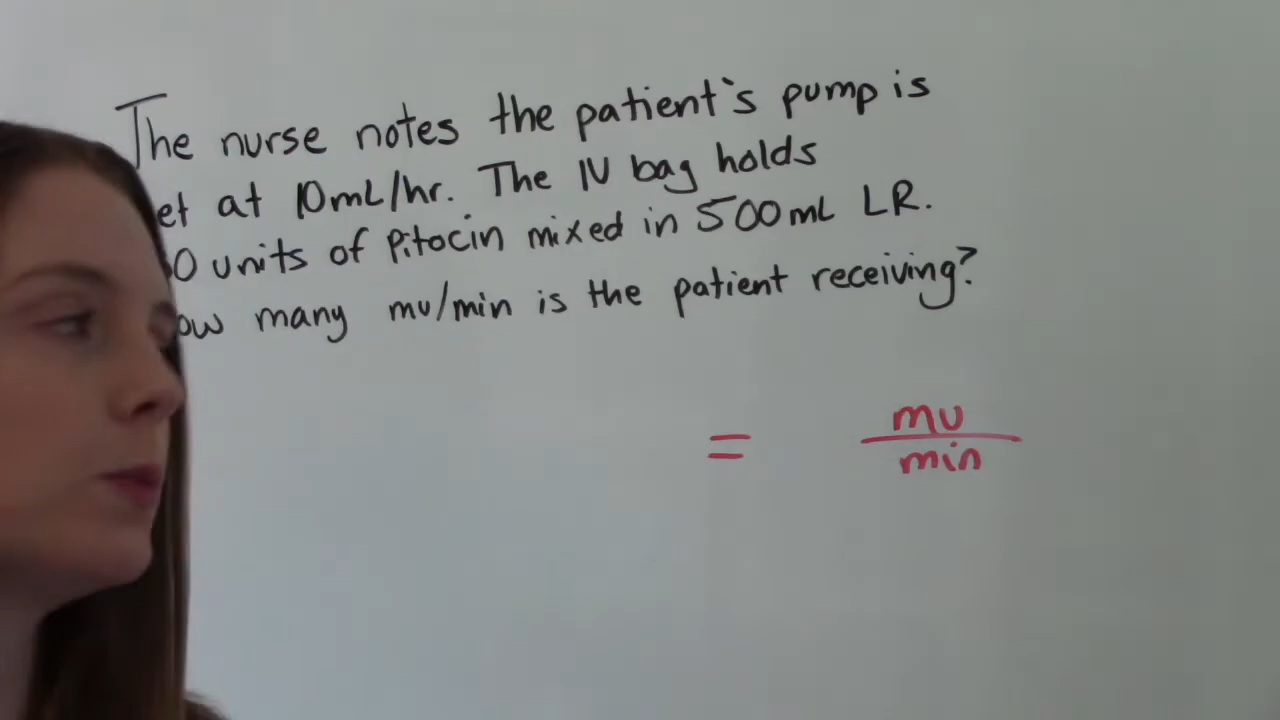 The nurse notes the patient's pump is
et at 10mL/hr. The IV bag holds
0 units of Pitocin mixed in 500mL LR.
ow many mu/min is the patient receiving?
= mu
min